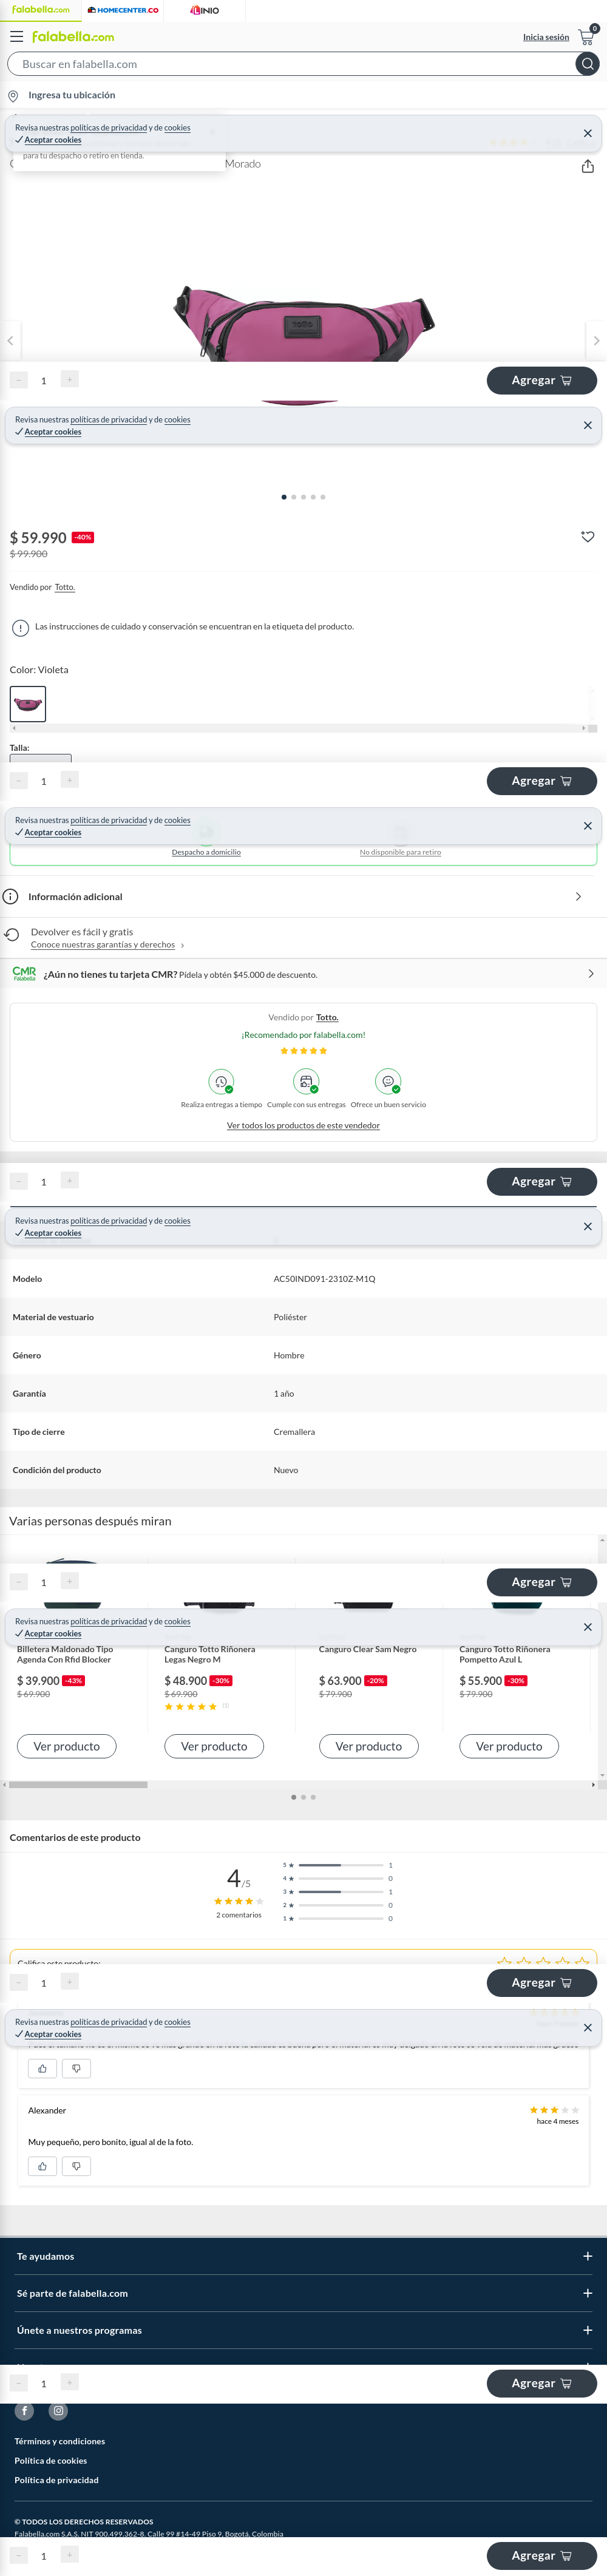 falabella.com
HOMECENTER.CO
LINIO
falabella.com
Inicia sesión
0
Buscar en falabella.com
Ingresa tu ubicación
Revisa nuestras políticas de privacidad y de cookies
Aceptar cookies
para tu despacho o retiro en tienda.
Morado
TOTTO
1
Agregar
Revisa nuestras políticas de privacidad y de cookies
Aceptar cookies
$ 59.990 -40%
$ 99.900
Vendido por Totto.
Las instrucciones de cuidado y conservación se encuentran en la etiqueta del producto.
Color: Violeta
Talla:
1
Agregar
Revisa nuestras políticas de privacidad y de cookies
Aceptar cookies
Despacho a domicilio
No disponible para retiro
Información adicional
Devolver es fácil y gratis
Conoce nuestras garantías y derechos
CMR
Falabella
¿Aún no tienes tu tarjeta CMR? Pídela y obtén $45.000 de descuento.
Vendido por Totto.
¡Recomendado por falabella.com!
Realiza entregas a tiempo
Cumple con sus entregas
Ofrece un buen servicio
Ver todos los productos de este vendedor
1
Agregar
Revisa nuestras políticas de privacidad y de cookies
Aceptar cookies
Modelo AC50IND091-2310Z-M1Q
Material de vestuario Poliéster
Género Hombre
Garantía 1 año
Tipo de cierre Cremallera
Condición del producto Nuevo
Varias personas después miran
1
Agregar
Revisa nuestras políticas de privacidad y de cookies
Aceptar cookies
Billetera Maldonado Tipo
Agenda Con Rfid Blocker
$ 39.900 -43%
$ 69.900
Ver producto
Canguro Totto Riñonera
Legas Negro M
$ 48.900 -30%
$ 69.900
(1)
Ver producto
Canguro Clear Sam Negro
$ 63.900 -20%
$ 79.900
Ver producto
Canguro Totto Riñonera
Pompetto Azul L
$ 55.900 -30%
$ 79.900
Ver producto
Comentarios de este producto
4/5
2 comentarios
5 1
4 0
3 1
2 0
1 0
Califica este producto:
1
Agregar
Revisa nuestras políticas de privacidad y de cookies
Aceptar cookies
Alexander
hace 4 meses
Muy pequeño, pero bonito, igual al de la foto.
Te ayudamos
Sé parte de falabella.com
Únete a nuestros programas
1
Agregar
Términos y condiciones
Política de cookies
Política de privacidad
© TODOS LOS DERECHOS RESERVADOS
Falabella.com S.A.S. NIT 900.499.362-8. Calle 99 #14-49 Piso 9, Bogotá, Colombia
1
Agregar